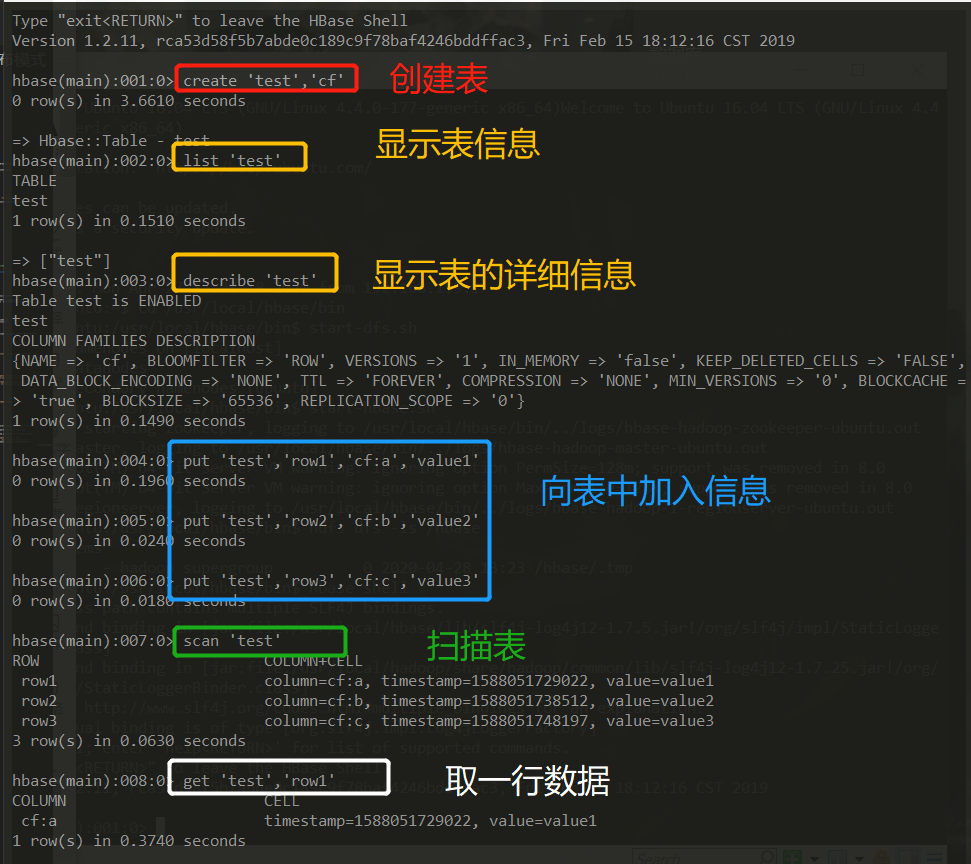 Type "exit<RETURN>" to leave the HBase Shell
Version 1.2.11, rca53d58f5b7abde0c189c9f78baf4246bddffac3, Fri Feb 15 18:12:16 CST 2019
hbase(main):001:0> create 'test','cf' 创建表
0 row(s) in 3.6610 seconds
=> Hbase::Table - test
显示表信息
hbase(main):002:0> list 'test'
TABLE
test
1 row(s) in 0.1510 seconds
=> ["test"]
hbase(main):003:0> describe 'test' 显示表的详细信息
Table test is ENABLED
test
COLUMN FAMILIES DESCRIPTION
{NAME => 'cf', BLOOMFILTER => 'ROW', VERSIONS => '1', IN_MEMORY => 'false', KEEP_DELETED_CELLS => 'FALSE',
DATA_BLOCK_ENCODING => 'NONE', TTL => 'FOREVER', COMPRESSION => 'NONE', MIN_VERSIONS => '0', BLOCKCACHE =
> 'true', BLOCKSIZE => '65536', REPLICATION_SCOPE => '0'}
1 row(s) in 0.1490 seconds
hbase(main):004:0> put 'test','row1','cf:a','value1'
0 row(s) in 0.1960 seconds
向表中加入信息
hbase(main):005:0> put 'test','row2','cf:b','value2'
0 row(s) in 0.0240 seconds
hbase(main):006:0> put 'test','row3','cf:c','value3'
0 row(s) in 0.0180 seconds
hbase(main):007:0> scan 'test' 扫描表
ROW COLUMN+CELL
row1 column=cf:a, timestamp=1588051729022, value=value1
row2 column=cf:b, timestamp=1588051738512, value=value2
row3 column=cf:c, timestamp=1588051748197, value=value3
3 row(s) in 0.0630 seconds
hbase(main):008:0> get 'test','row1' 取一行数据
COLUMN CELL
cf:a timestamp=1588051729022, value=value1
1 row(s) in 0.3740 seconds